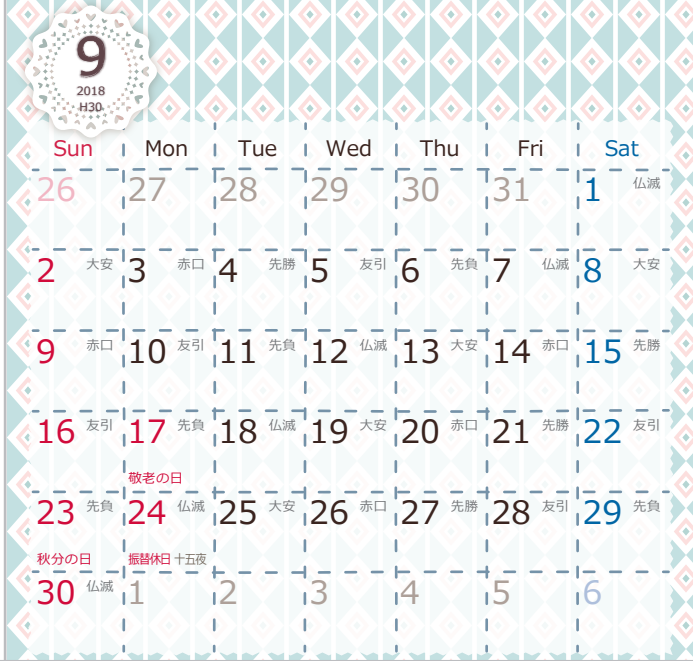 9
2018
H30
Sun Mon Tue Wed Thu Fri Sat
26 27 28 29 30 31 1 仏滅
2 大安 3 赤口 4 先勝 5 友引 6 先負 7 仏滅 8 大安
9 赤口 10 友引 11 先負 12 仏滅 13 大安 14 赤口 15 先勝
16 友引 17 先負 18 仏滅 19 大安 20 赤口 21 先勝 22 友引
敬老の日
23 先負 24 仏滅 25 大安 26 赤口 27 先勝 28 友引 29 先負
秋分の日 振替休日 十五夜
30 仏滅 1 2 3 4 5 6